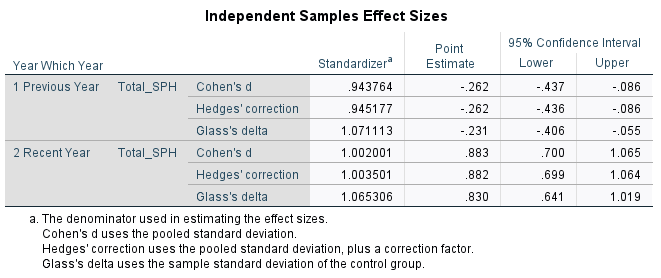 Independent Samples Effect Sizes
95% Confidence Interval
Year Which Year Standardizerᵃ Point Estimate Lower Upper
1 Previous Year Total_SPH Cohen's d .943764 -.262 -.437 -.086
Hedges' correction .945177 -.262 -.436 -.086
Glass's delta 1.071113 -.231 -.406 -.055
2 Recent Year Total_SPH Cohen's d 1.002001 .883 .700 1.065
Hedges' correction 1.003501 .882 .699 1.064
Glass's delta 1.065306 .830 .641 1.019
a. The denominator used in estimating the effect sizes.
Cohen's d uses the pooled standard deviation.
Hedges' correction uses the pooled standard deviation, plus a correction factor.
Glass's delta uses the sample standard deviation of the control group.